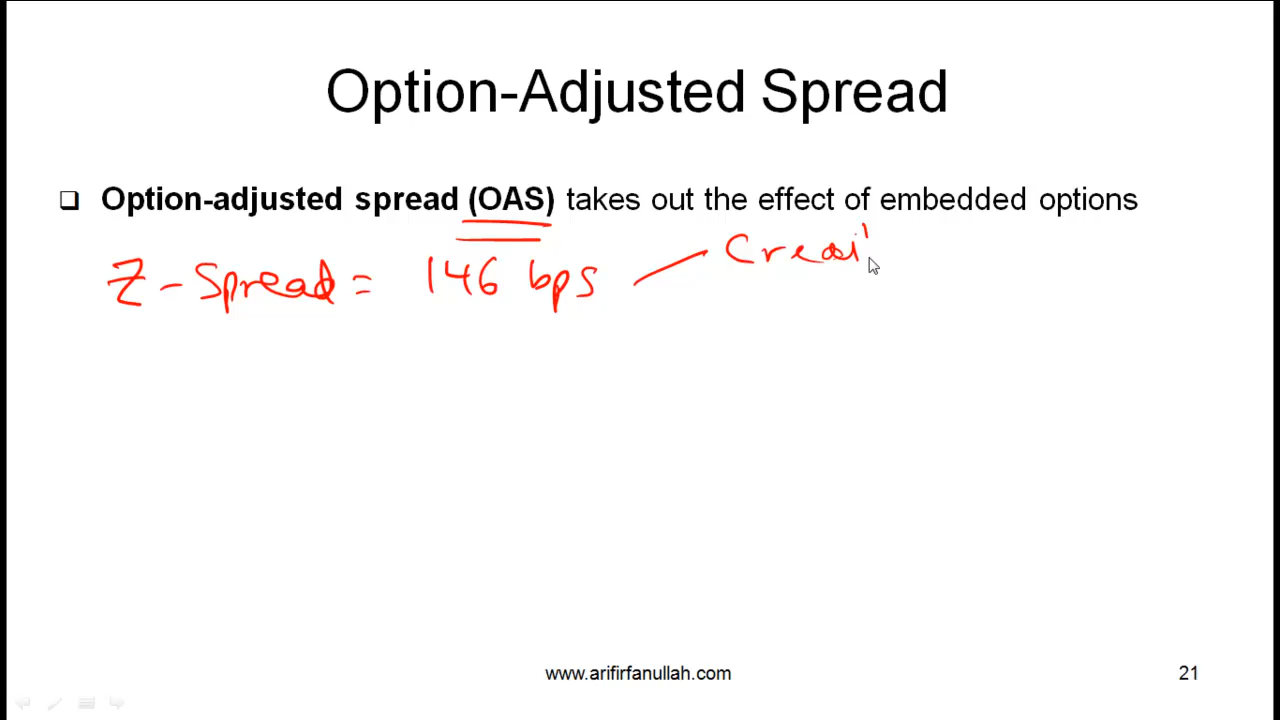 Option-Adjusted Spread
Option-adjusted spread (OAS) takes out the effect of embedded options
Z-Spread = 146 bps Credi
www.arifirfanullah.com
21